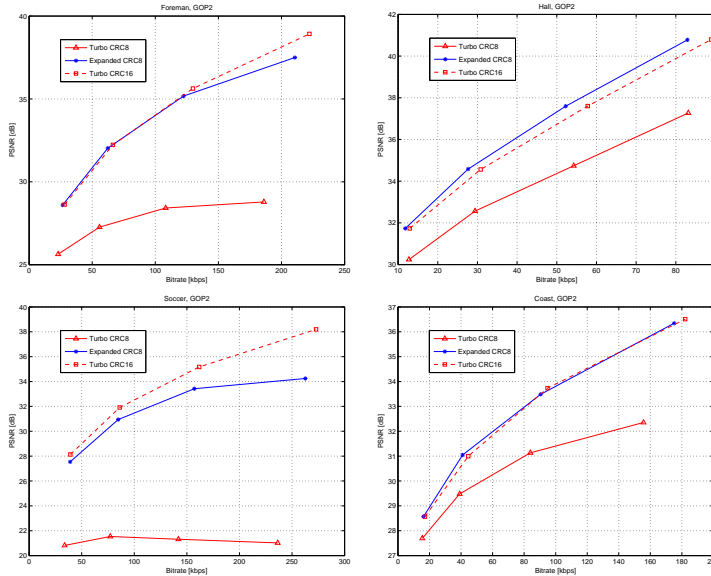 Foreman, GOP2
40
35
30
25
PSNR [dB]
Turbo CRC8
Expanded CRC8
Turbo CRC16
0 50 100 150 200 250
Bitrate [kbps]
Hall, GOP2
42
40
38
36
34
32
30
PSNR [dB]
Turbo CRC8
Expanded CRC8
Turbo CRC16
10 20 30 40 50 60 70 80
Bitrate [kbps]
Soccer, GOP2
40
38
36
34
32
30
28
26
24
22
20
PSNR [dB]
Turbo CRC8
Expanded CRC8
Turbo CRC16
0 50 100 150 200 250 300
Bitrate [kbps]
Coast, GOP2
37
36
35
34
33
32
31
30
29
28
27
PSNR [dB]
Turbo CRC8
Expanded CRC8
Turbo CRC16
0 20 40 60 80 100 120 140 160 180
Bitrate [kbps]